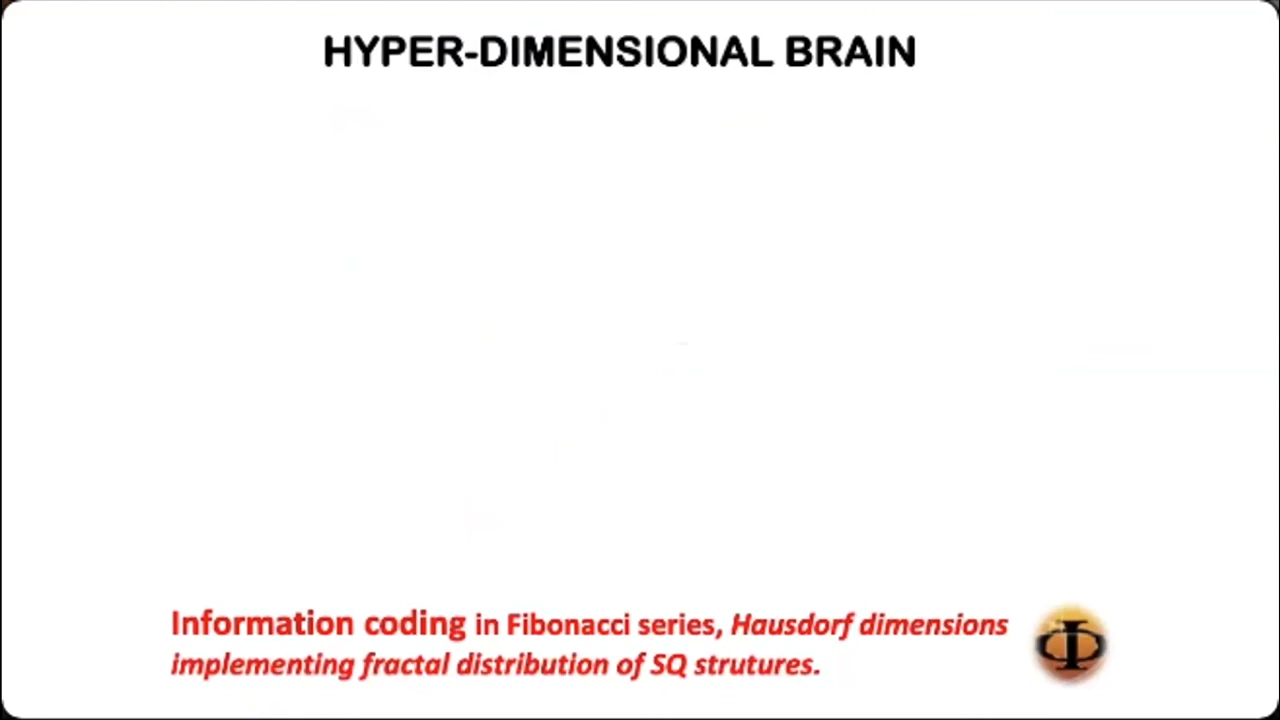 HYPER-DIMENSIONAL BRAIN
Information coding in Fibonacci series, Hausdorf dimensions
implementing fractal distribution of SQ strutures.
Φ